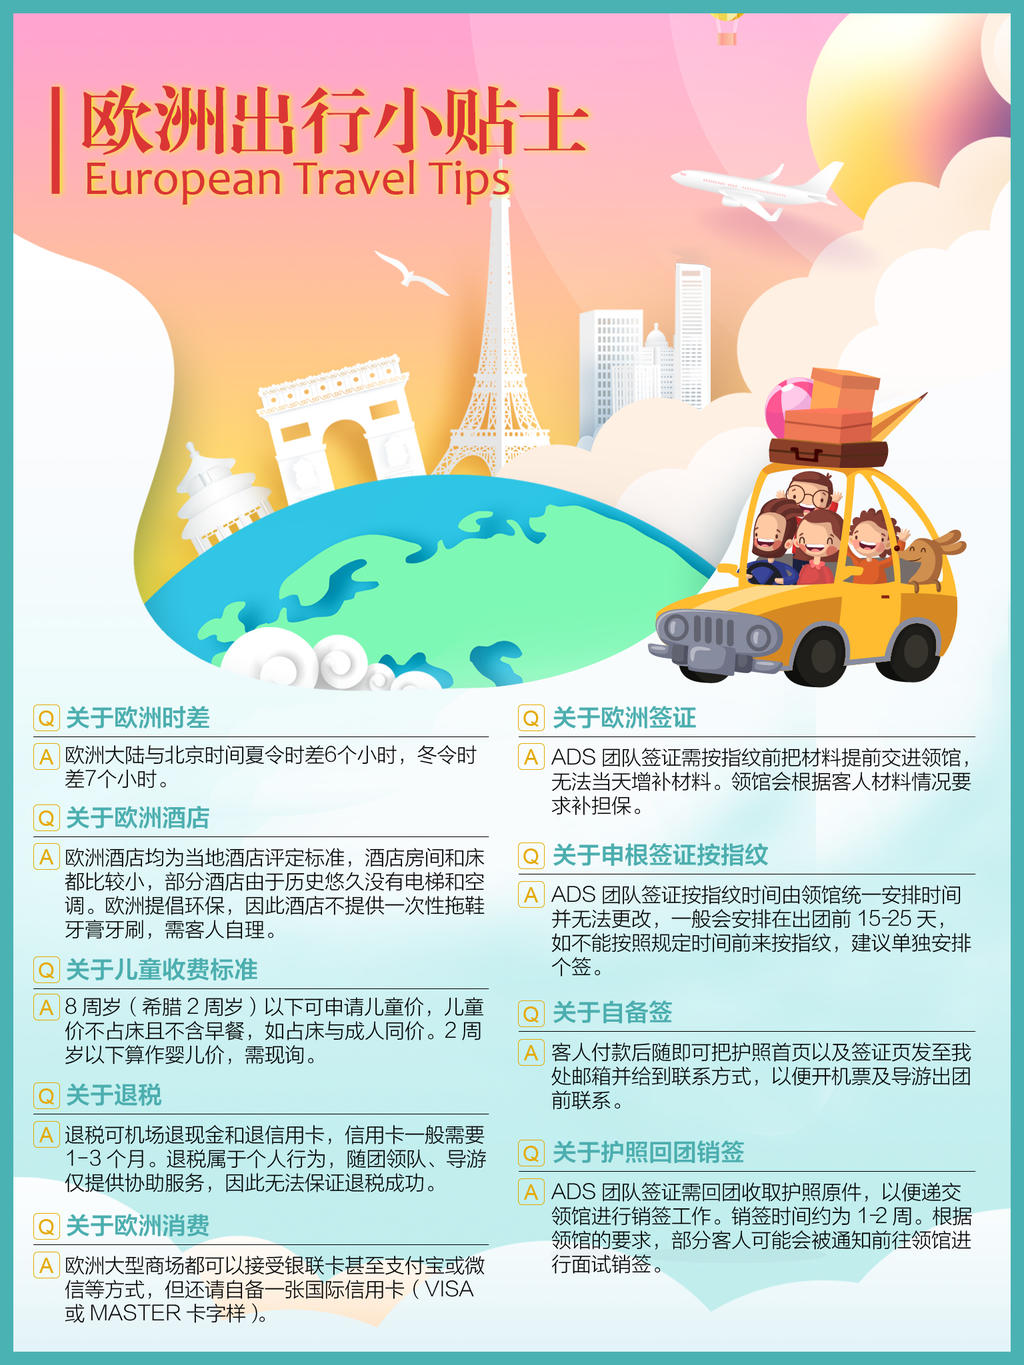 欧洲出行小贴士
European Travel Tips
Q 关于欧洲时差
A 欧洲大陆与北京时间夏令时差6个小时，冬令时
差7个小时。
Q 关于欧洲酒店
A 欧洲酒店均为当地酒店评定标准，酒店房间和床
都比较小，部分酒店由于历史悠久没有电梯和空
调。欧洲提倡环保，因此酒店不提供一次性拖鞋
牙膏牙刷，需客人自理。
Q 关于儿童收费标准
A 8 周岁（希腊 2 周岁）以下可申请儿童价，儿童
价不占床且不含早餐，如占床与成人同价。2 周
岁以下算作婴儿价，需现询。
Q 关于退税
A 退税可机场退现金和退信用卡，信用卡一般需要
1-3 个月。退税属于个人行为，随团领队、导游
仅提供协助服务，因此无法保证退税成功。
Q 关于欧洲消费
A 欧洲大型商场都可以接受银联卡甚至支付宝或微
信等方式，但还请自备一张国际信用卡（VISA
或 MASTER 卡字样）。
Q 关于欧洲签证
A ADS 团队签证需按指纹前把材料提前交进领馆，
无法当天增补材料。领馆会根据客人材料情况要
求补担保。
Q 关于申根签证按指纹
A ADS 团队签证按指纹时间由领馆统一安排时间
并无法更改，一般会安排在出团前 15-25 天，
如不能按照规定时间前来按指纹，建议单独安排
个签。
Q 关于自备签
A 客人付款后随即可把护照首页以及签证页发至我
处邮箱并给到联系方式，以便开机票及导游出团
前联系。
Q 关于护照回团销签
A ADS 团队签证需回团收取护照原件，以便递交
领馆进行销签工作。销签时间约为 1-2 周。根据
领馆的要求，部分客人可能会被通知前往领馆进
行面试销签。